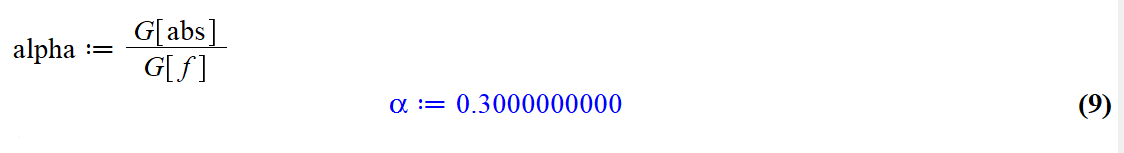 alpha := G[abs] / G[f]
α := 0.3000000000 (9)